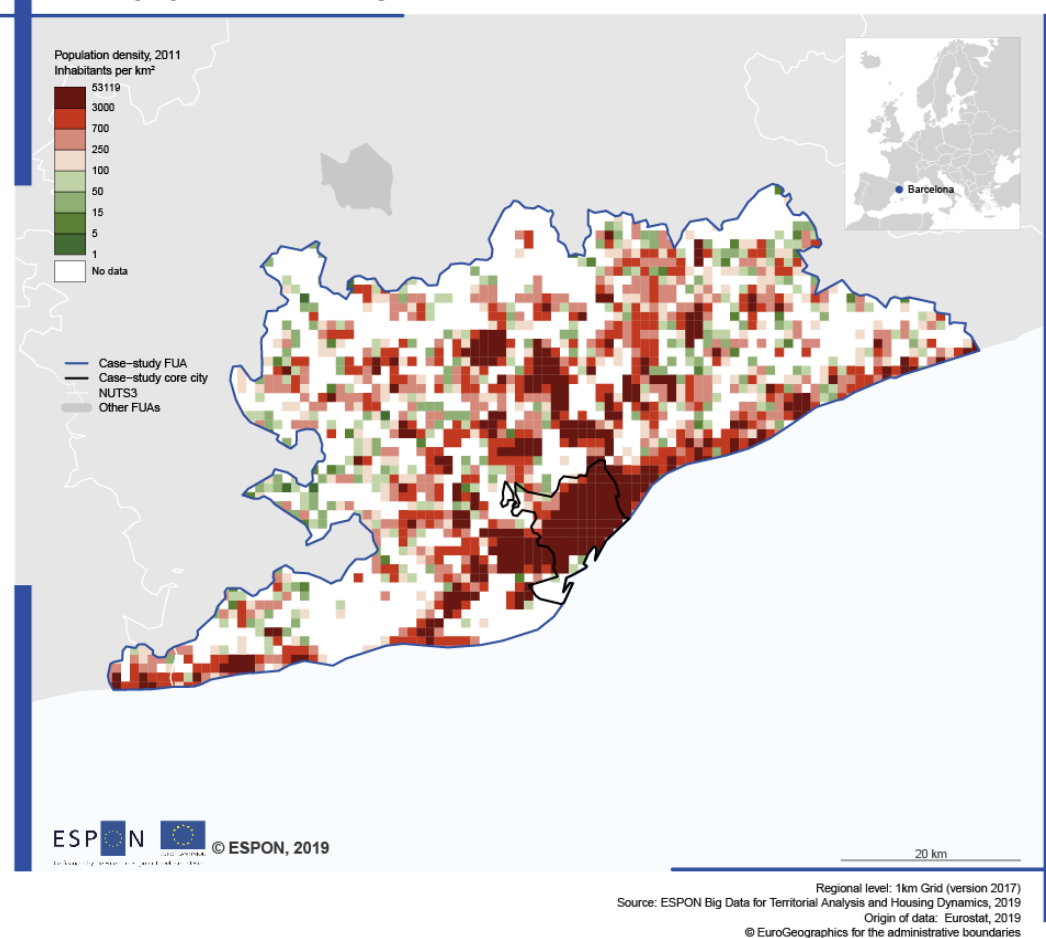 Population density, 2011
Inhabitants per km²
53119
3000
700
250
100
50
15
5
1
No data
Case-study FUA
Case-study core city
NUTS3
Other FUAs
Barcelona
ESPON
© ESPON, 2019
20 km
Regional level: 1km Grid (version 2017)
Source: ESPON Big Data for Territorial Analysis and Housing Dynamics, 2019
Origin of data: Eurostat, 2019
© EuroGeographics for the administrative boundaries